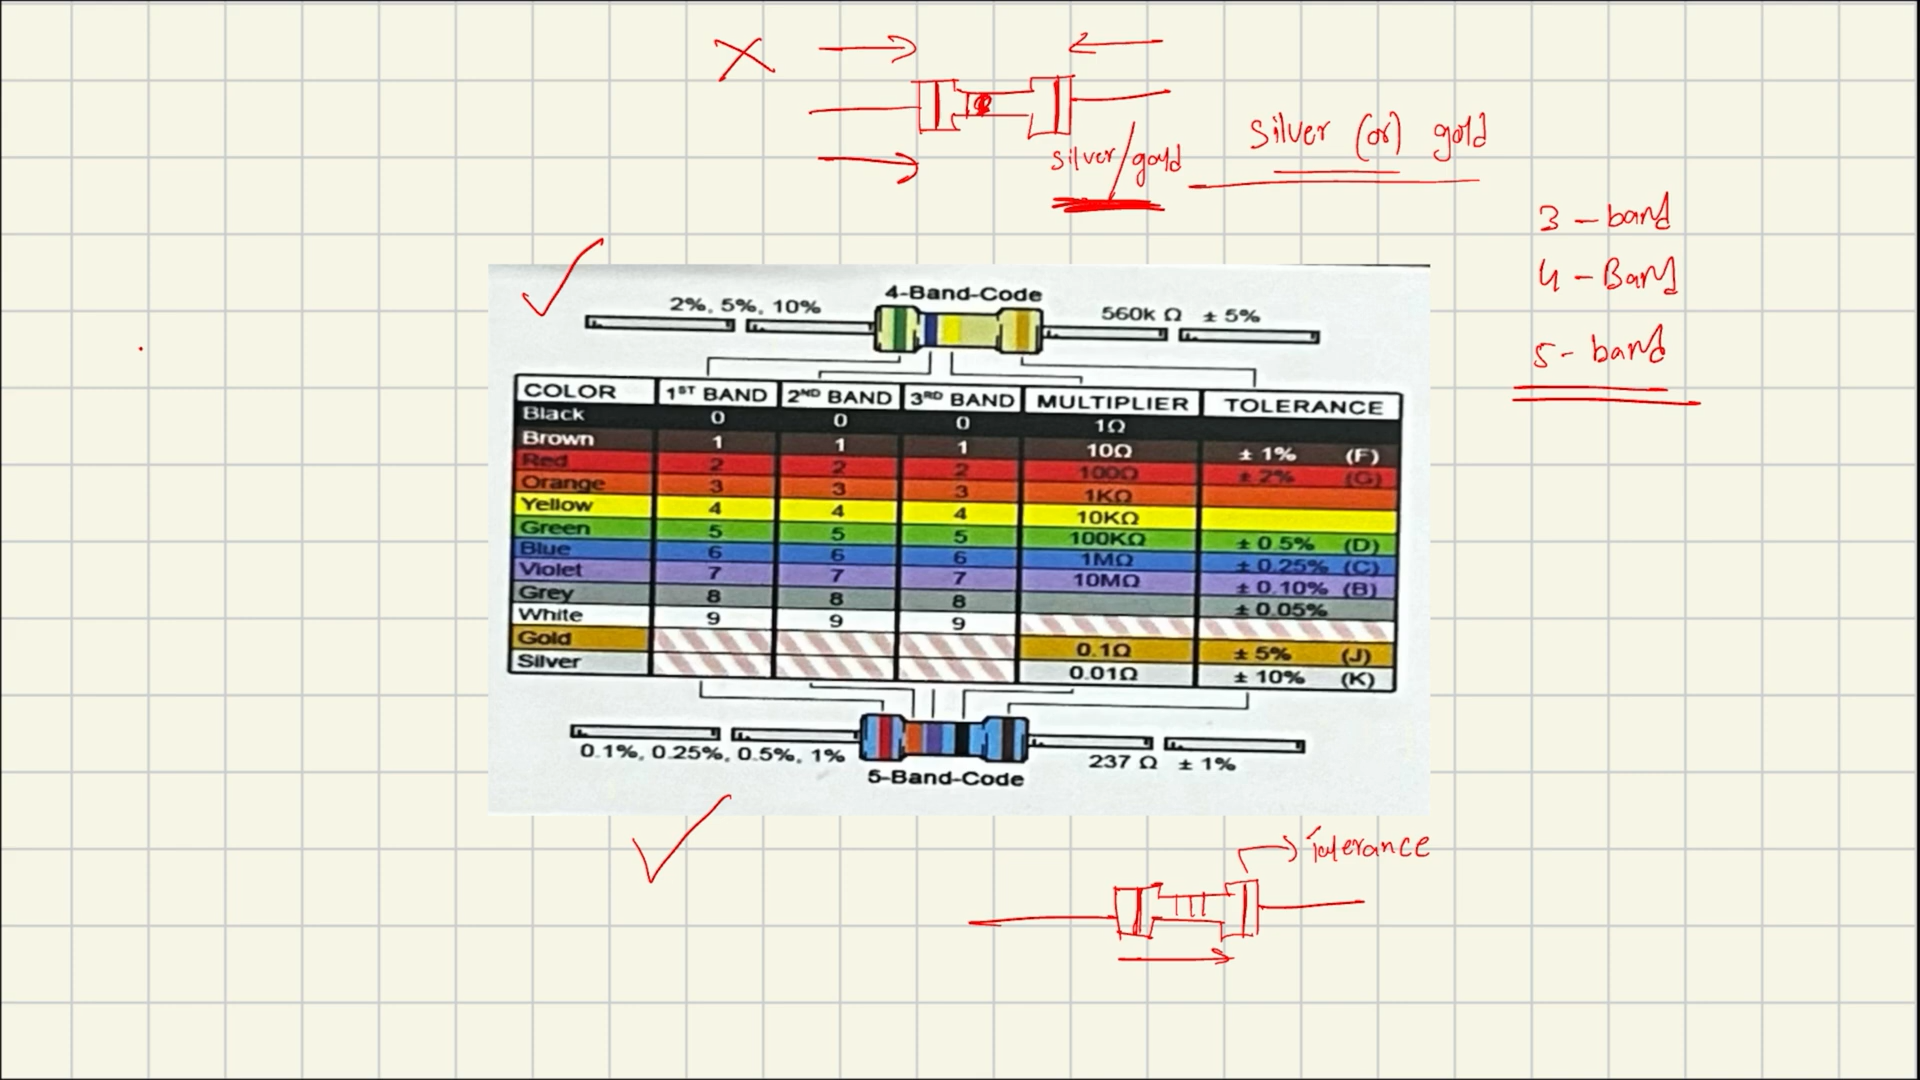 X
silver/gold
silver (or) gold
3 - band
4 - Band
5 - band
4-Band-Code
2%, 5%, 10%
560k Ω ± 5%
COLOR 1ST BAND 2ND BAND 3RD BAND MULTIPLIER TOLERANCE
Black 0 0 0 1Ω
Brown 1 1 1 10Ω ± 1% (F)
Red 2 2 2 100Ω ± 2% (G)
Orange 3 3 3 1KΩ
Yellow 4 4 4 10KΩ
Green 5 5 5 100KΩ ± 0.5% (D)
Blue 6 6 6 1MΩ ± 0.25% (C)
Violet 7 7 7 10MΩ ± 0.10% (B)
Grey 8 8 8 ± 0.05%
White 9 9 9
Gold 0.1Ω ± 5% (J)
Silver 0.01Ω ± 10% (K)
0.1%, 0.25%, 0.5%, 1%
237 Ω ± 1%
5-Band-Code
Tolerance